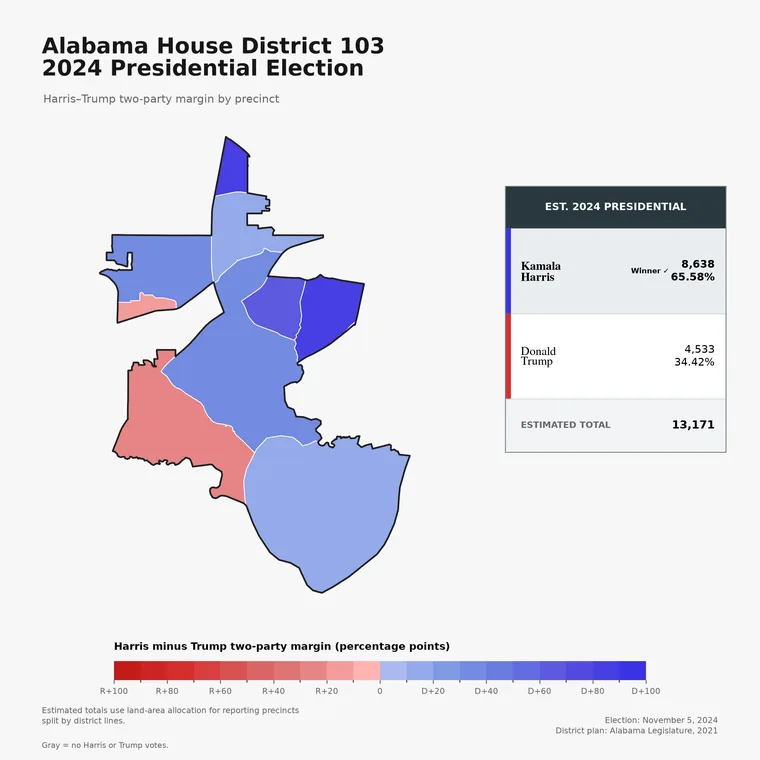 Alabama House District 103
2024 Presidential Election
Harris–Trump two-party margin by precinct
EST. 2024 PRESIDENTIAL
Kamala
Harris
Winner ✓
8,638
65.58%
Donald
Trump
4,533
34.42%
ESTIMATED TOTAL
13,171
Harris minus Trump two-party margin (percentage points)
R+100 R+80 R+60 R+40 R+20 0 D+20 D+40 D+60 D+80 D+100
Estimated totals use land-area allocation for reporting precincts
split by district lines.
Gray = no Harris or Trump votes.
Election: November 5, 2024
District plan: Alabama Legislature, 2021